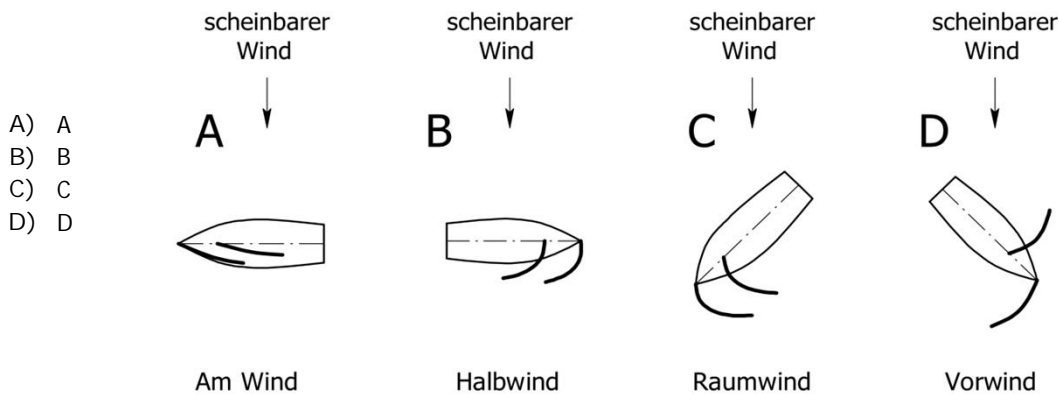 scheinbarer
Wind
scheinbarer
Wind
scheinbarer
Wind
scheinbarer
Wind
A) A
B) B
C) C
D) D
A
B
C
D
Am Wind
Halbwind
Raumwind
Vorwind